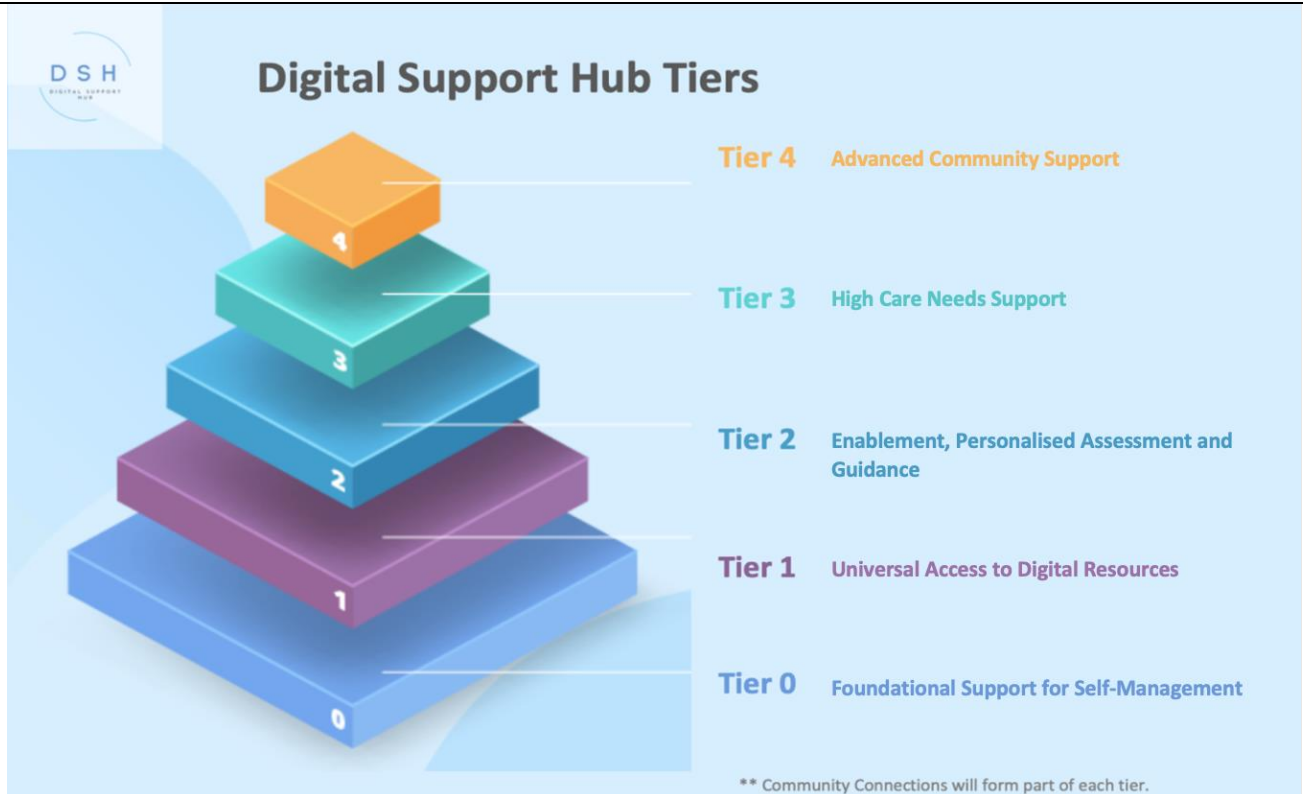 D S H
DIGITAL SUPPORT
HUB
Digital Support Hub Tiers
4
3
2
1
0
Tier 4 Advanced Community Support
Tier 3 High Care Needs Support
Tier 2 Enablement, Personalised Assessment and
Guidance
Tier 1 Universal Access to Digital Resources
Tier 0 Foundational Support for Self-Management
** Community Connections will form part of each tier.